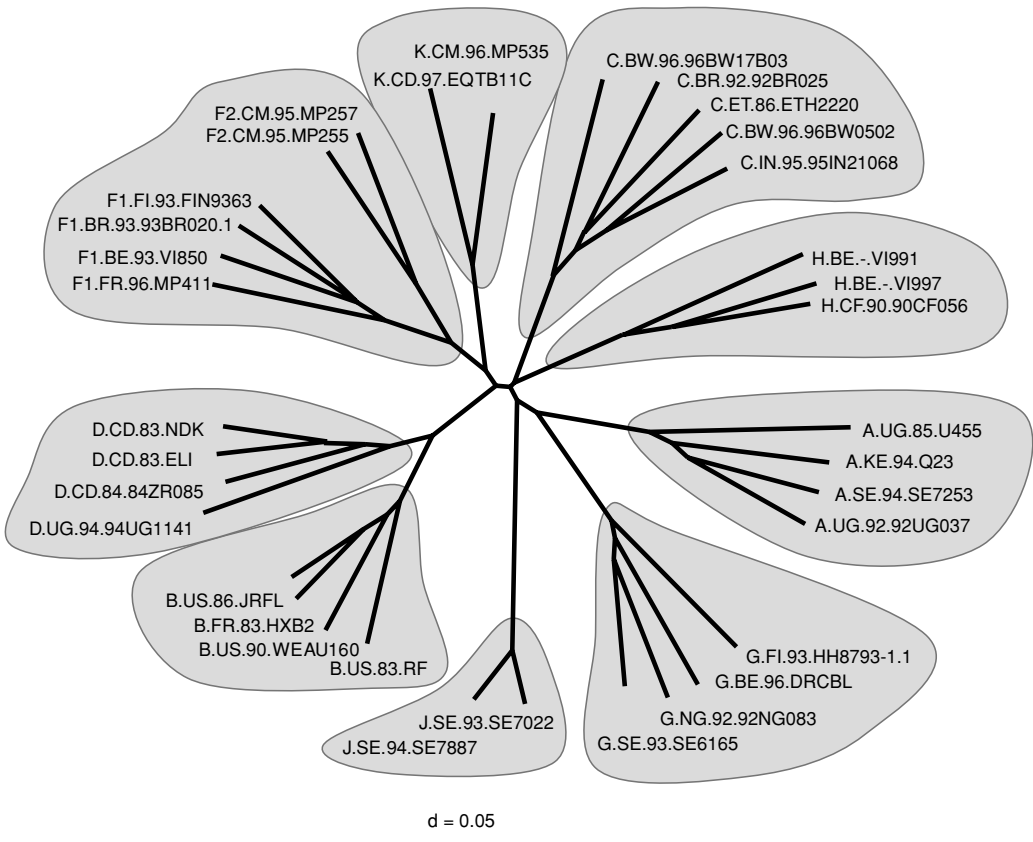 K.CM.96.MP535
K.CD.97.EQTB11C
C.BW.96.96BW17B03
C.BR.92.92BR025
C.ET.86.ETH2220
C.BW.96.96BW0502
C.IN.95.95IN21068
F2.CM.95.MP257
F2.CM.95.MP255
F1.FI.93.FIN9363
F1.BR.93.93BR020.1
F1.BE.93.VI850
F1.FR.96.MP411
H.BE.-.VI991
H.BE.-.VI997
H.CF.90.90CF056
D.CD.83.NDK
D.CD.83.ELI
D.CD.84.84ZR085
D.UG.94.94UG1141
A.UG.85.U455
A.KE.94.Q23
A.SE.94.SE7253
A.UG.92.92UG037
B.US.86.JRFL
B.FR.83.HXB2
B.US.90.WEAU160
B.US.83.RF
G.FI.93.HH8793-1.1
G.BE.96.DRCBL
G.NG.92.92NG083
G.SE.93.SE6165
J.SE.93.SE7022
J.SE.94.SE7887
d = 0.05